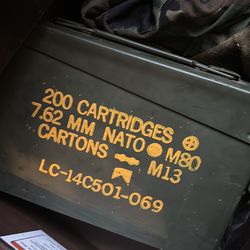 200 CARTRIDGES
7.62 MM NATO M80
CARTONS M13
LC-14C501-069